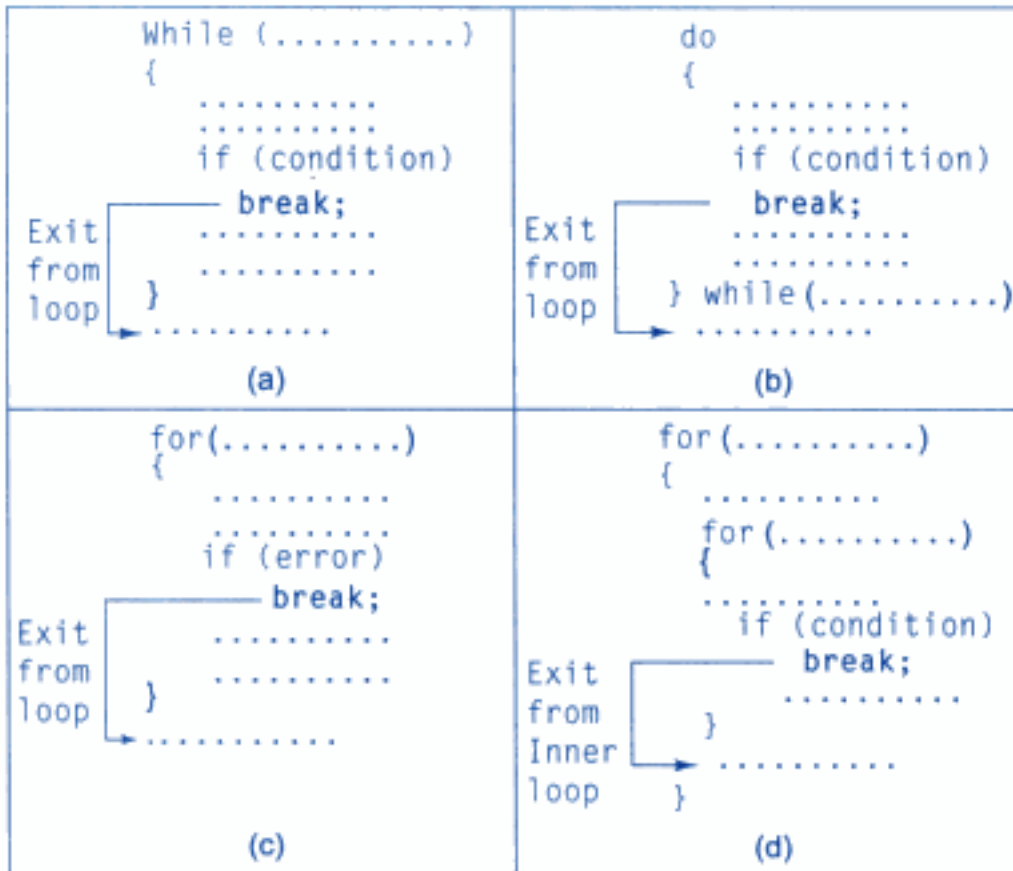 While (..........)
{
..........
..........
if (condition)
break;
Exit from loop
..........
..........
}
..........
(a)
do
{
..........
..........
if (condition)
break;
Exit from loop
..........
..........
} while(..........)
..........
(b)
for(..........)
{
..........
..........
if (error)
break;
Exit from loop
..........
..........
}
...........
(c)
for(..........)
{
..........
for(..........)
{
..........
if (condition)
break;
Exit from Inner loop
..........
}
..........
}
(d)